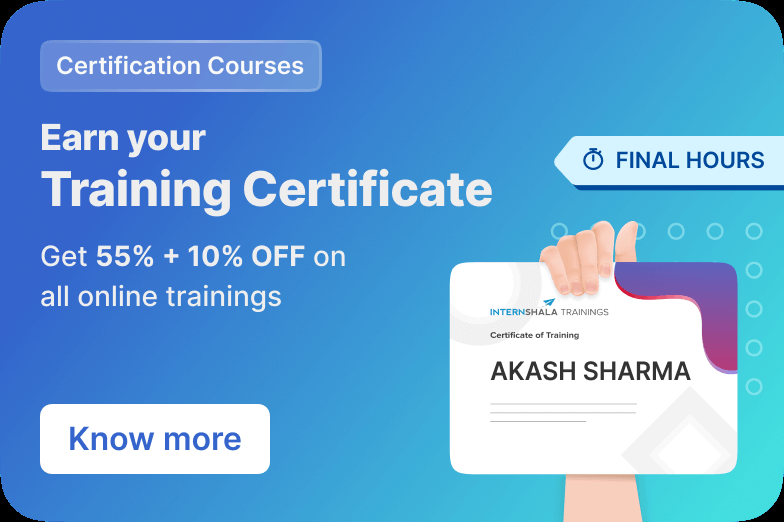 Certification Courses
Earn your
Training Certificate
FINAL HOURS
Get 55% + 10% OFF on
all online trainings
INTERNSHALA TRAININGS
Certificate of Training
AKASH SHARMA
Know more